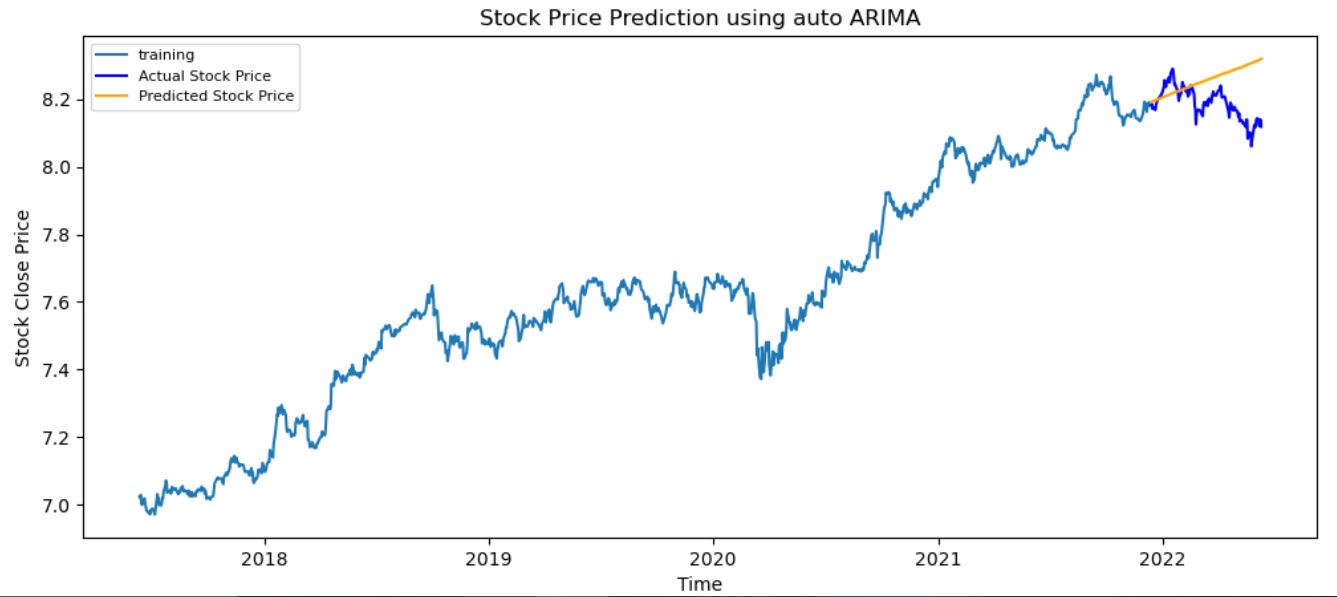 Stock Price Prediction using auto ARIMA
training
Actual Stock Price
Predicted Stock Price
Stock Close Price
8.2
8.0
7.8
7.6
7.4
7.2
7.0
2018 2019 2020 2021 2022
Time